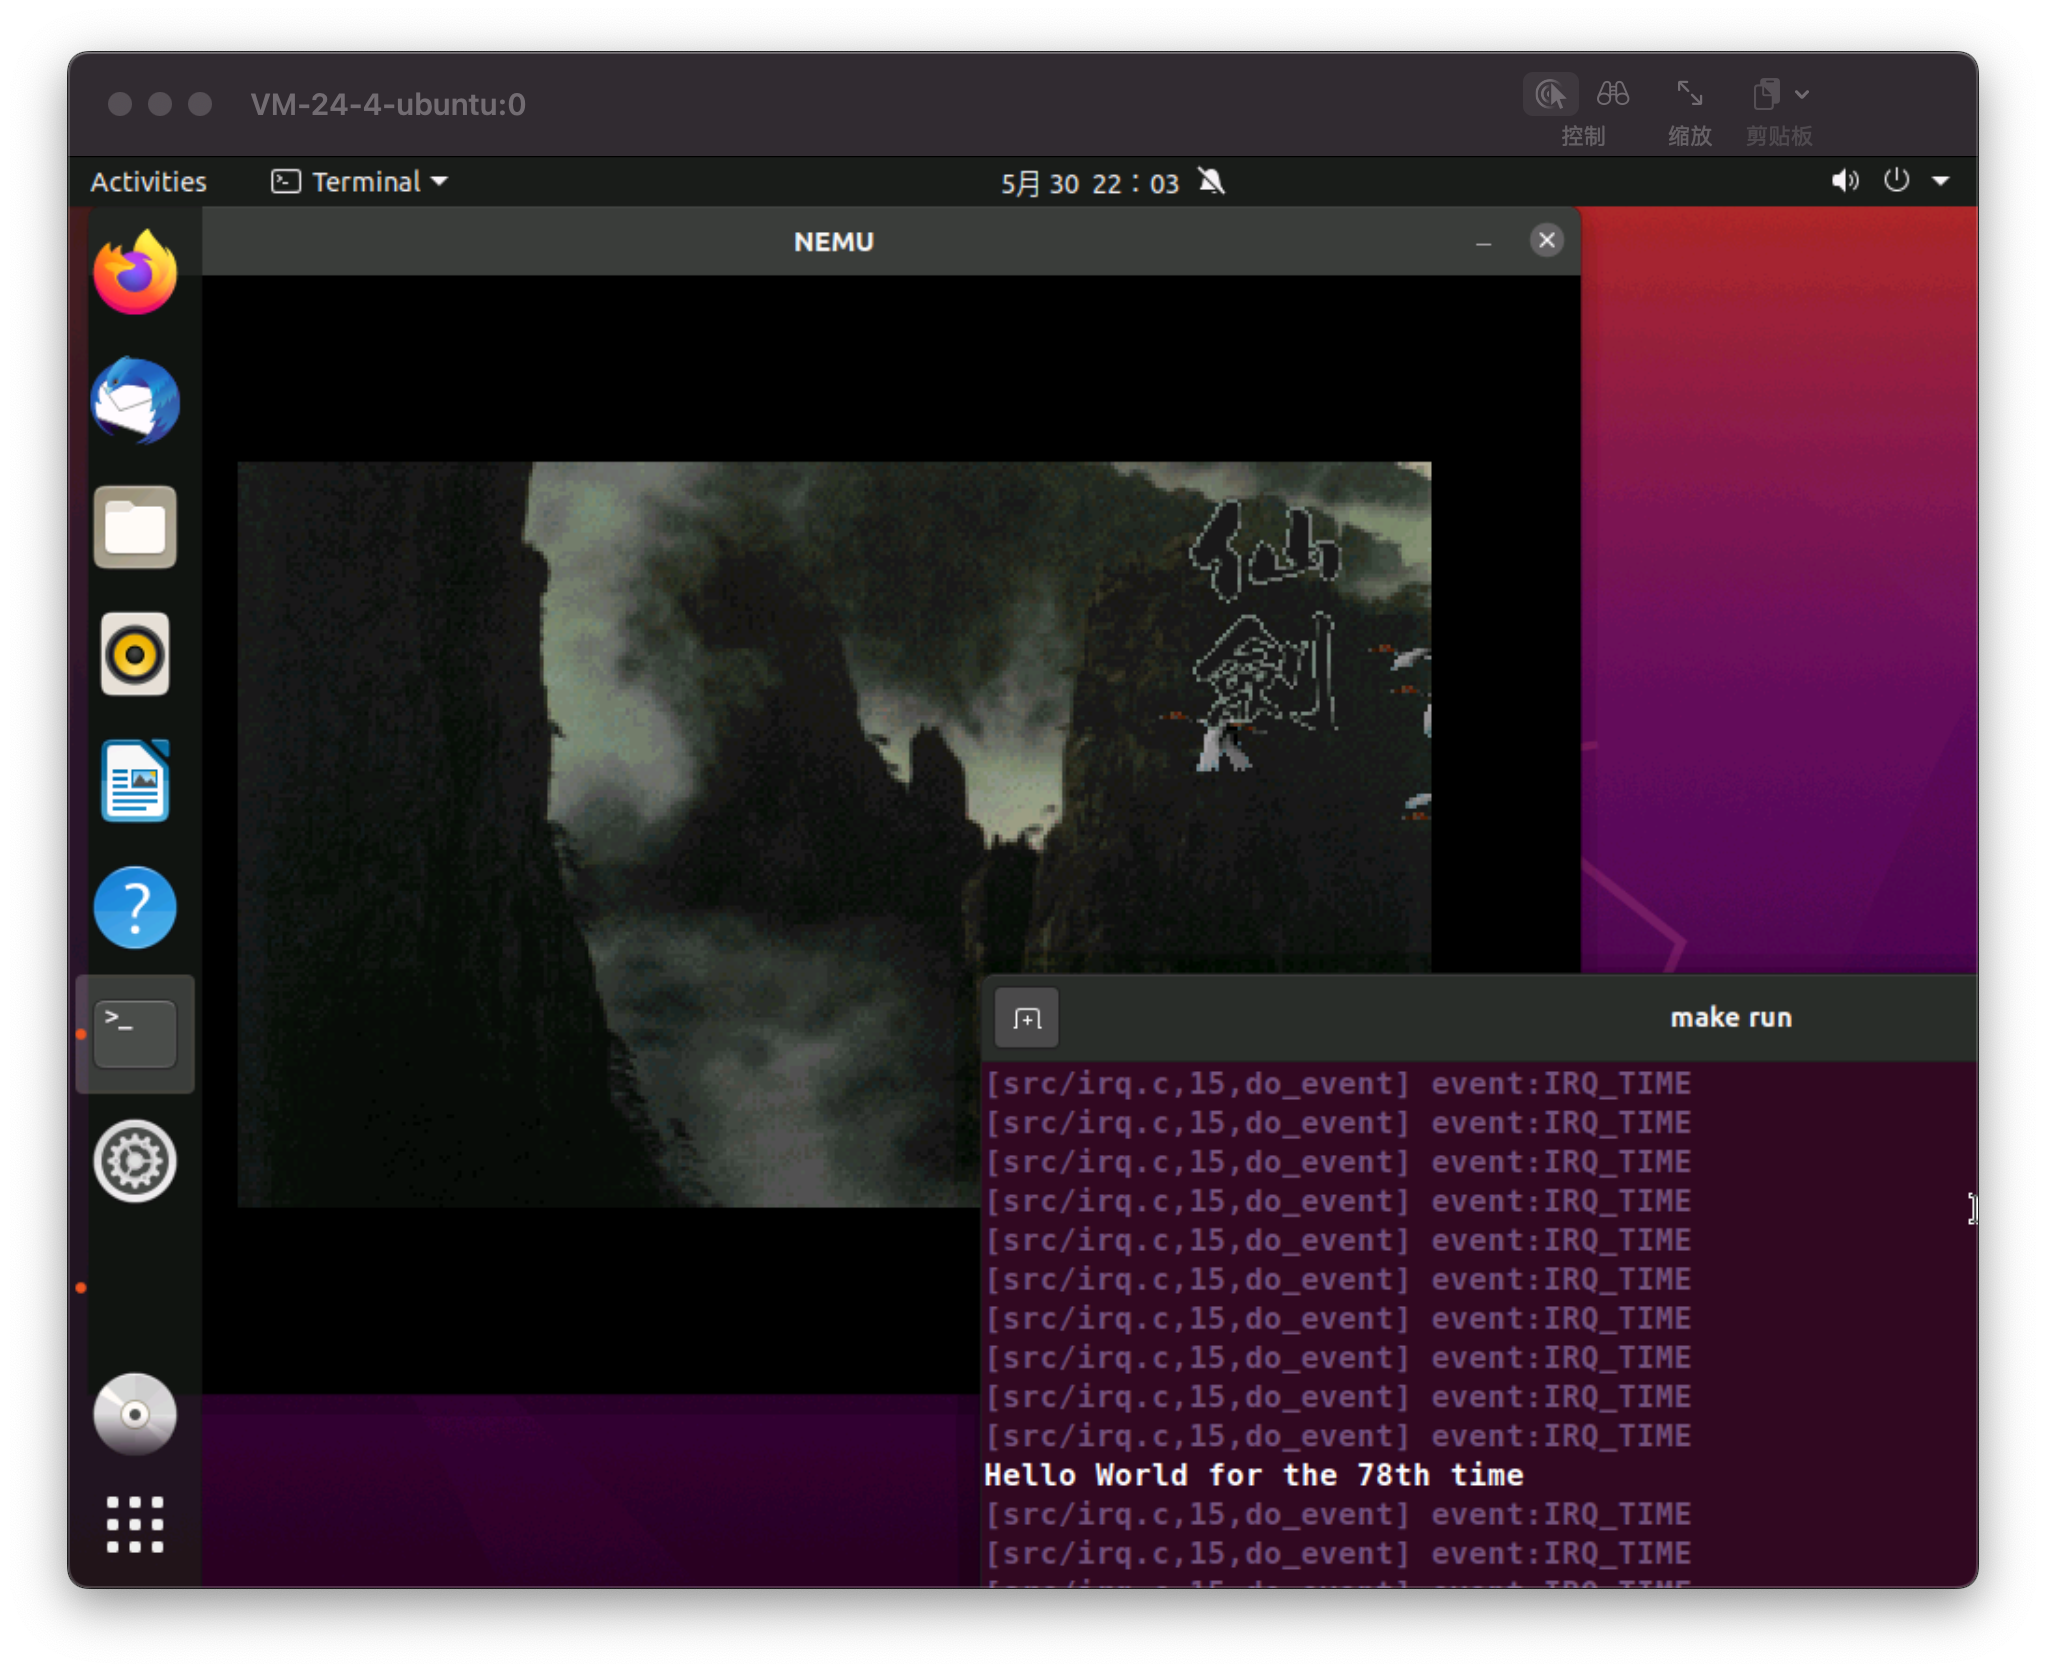 VM-24-4-ubuntu:0
控制
缩放
剪贴板
Activities
Terminal
5月 30 22：03
NEMU
仙
劍
make run
[src/irq.c,15,do_event] event:IRQ_TIME
[src/irq.c,15,do_event] event:IRQ_TIME
[src/irq.c,15,do_event] event:IRQ_TIME
[src/irq.c,15,do_event] event:IRQ_TIME
[src/irq.c,15,do_event] event:IRQ_TIME
[src/irq.c,15,do_event] event:IRQ_TIME
[src/irq.c,15,do_event] event:IRQ_TIME
[src/irq.c,15,do_event] event:IRQ_TIME
[src/irq.c,15,do_event] event:IRQ_TIME
[src/irq.c,15,do_event] event:IRQ_TIME
Hello World for the 78th time
[src/irq.c,15,do_event] event:IRQ_TIME
[src/irq.c,15,do_event] event:IRQ_TIME